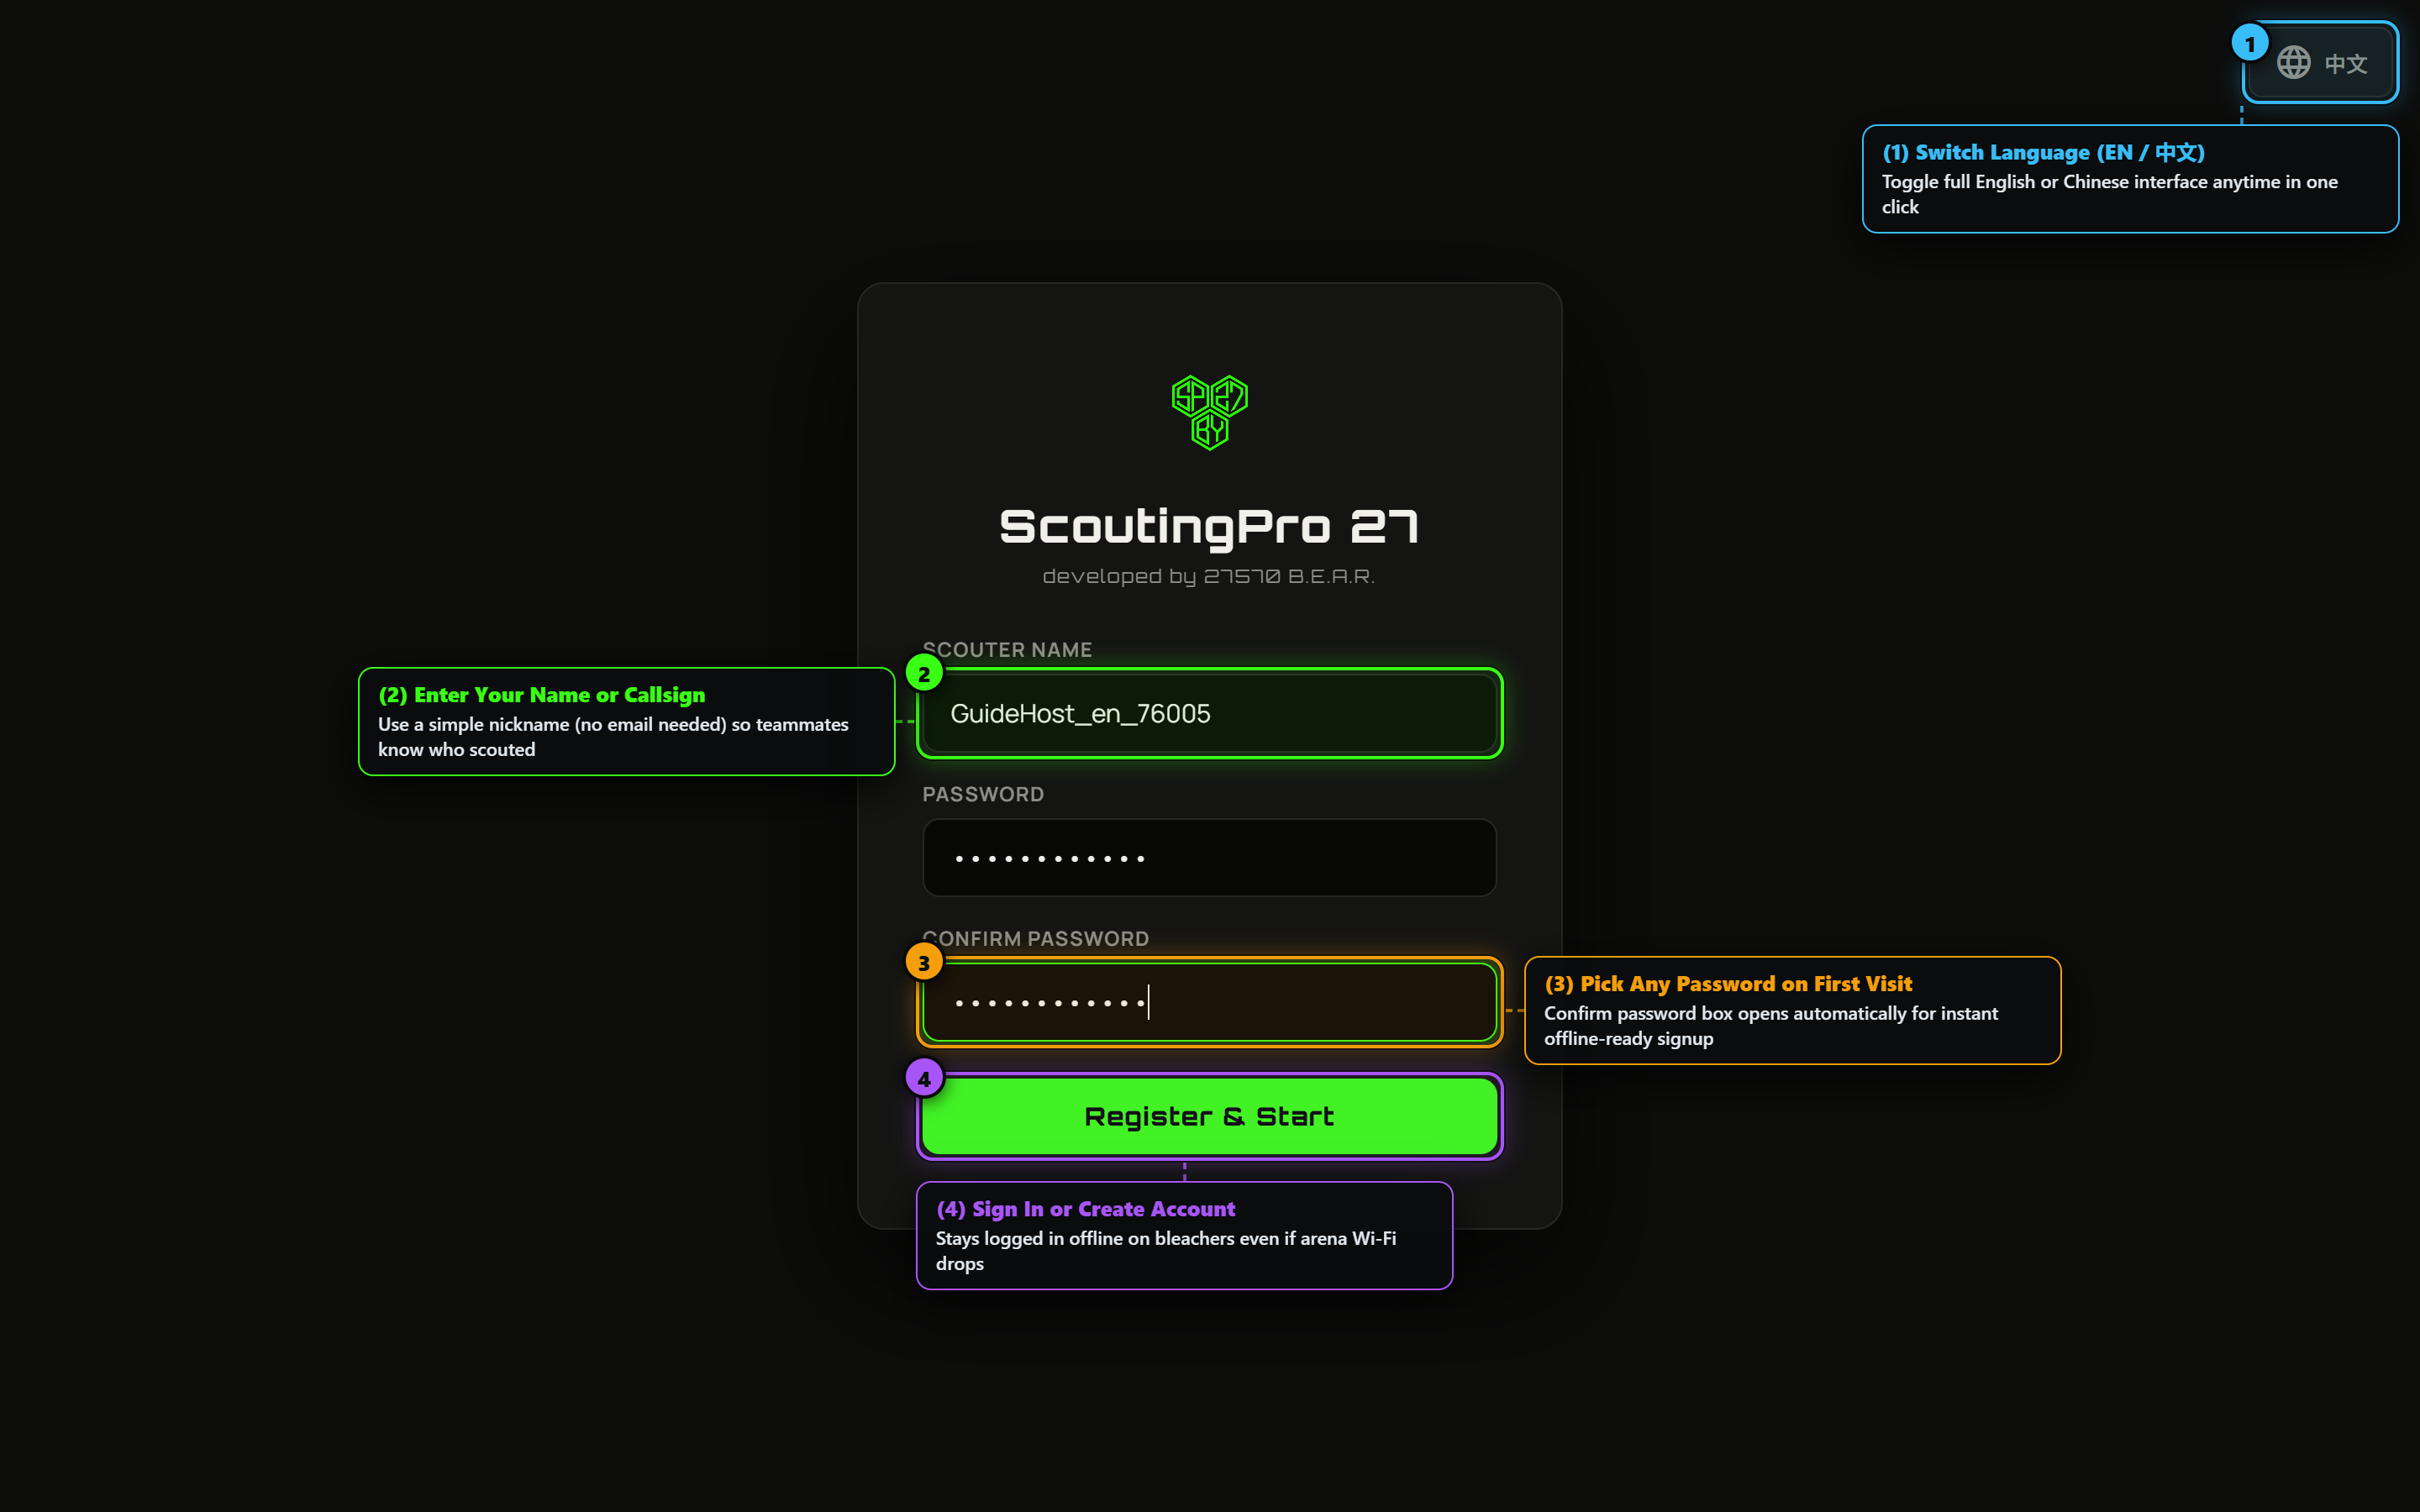 1
中文
(1) Switch Language (EN / 中文)
Toggle full English or Chinese interface anytime in one
click
SP 27
BY
ScoutingPro 27
developed by 27570 B.E.A.R.
SCOUTER NAME
2
GuideHost_en_76005
(2) Enter Your Name or Callsign
Use a simple nickname (no email needed) so teammates
know who scouted
PASSWORD
••••••••••••
CONFIRM PASSWORD
3
••••••••••••
(3) Pick Any Password on First Visit
Confirm password box opens automatically for instant
offline-ready signup
4
Register & Start
(4) Sign In or Create Account
Stays logged in offline on bleachers even if arena Wi-Fi
drops